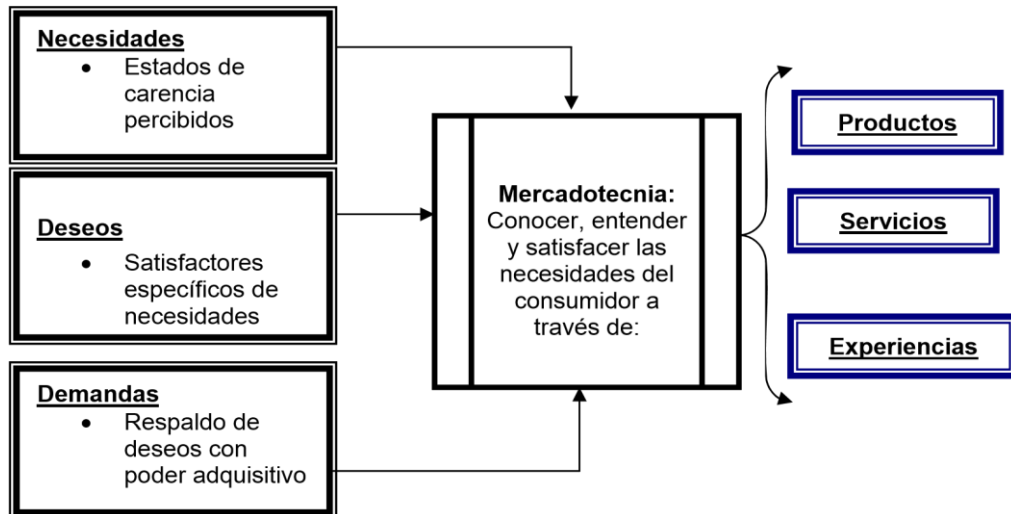 Necesidades
• Estados de
carencia
percibidos
Deseos
• Satisfactores
específicos de
necesidades
Demandas
• Respaldo de
deseos con
poder adquisitivo
Mercadotecnia:
Conocer, entender
y satisfacer las
necesidades del
consumidor a
través de:
Productos
Servicios
Experiencias